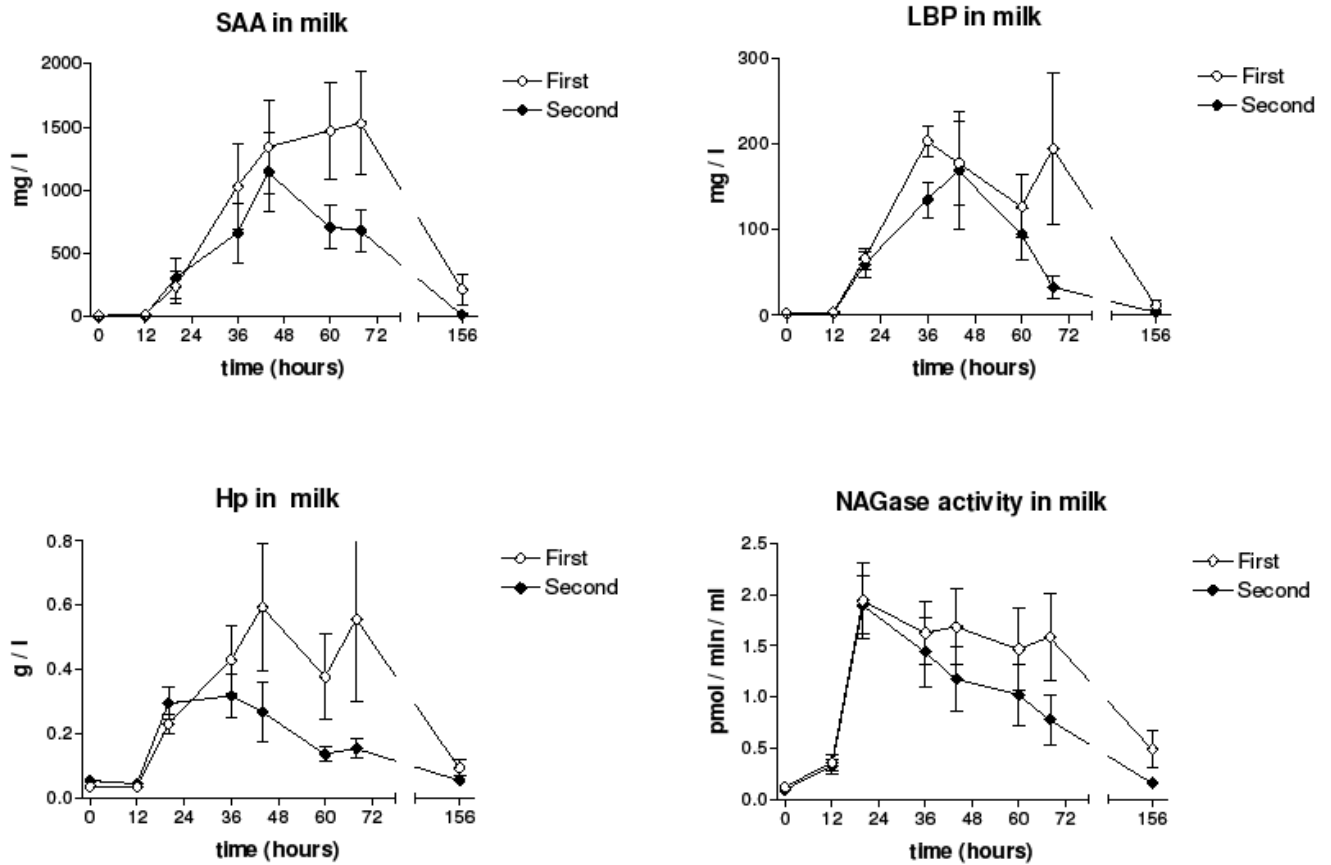 SAA in milk
2000
1500
1000
500
0
mg / l
0 12 24 36 48 60 72 156
time (hours)
First
Second
LBP in milk
300
200
100
0
mg / l
0 12 24 36 48 60 72 156
time (hours)
First
Second
Hp in milk
0.8
0.6
0.4
0.2
0.0
g / l
0 12 24 36 48 60 72 156
time (hours)
First
Second
NAGase activity in milk
2.5
2.0
1.5
1.0
0.5
0.0
pmol / min / ml
0 12 24 36 48 60 72 156
time (hours)
First
Second